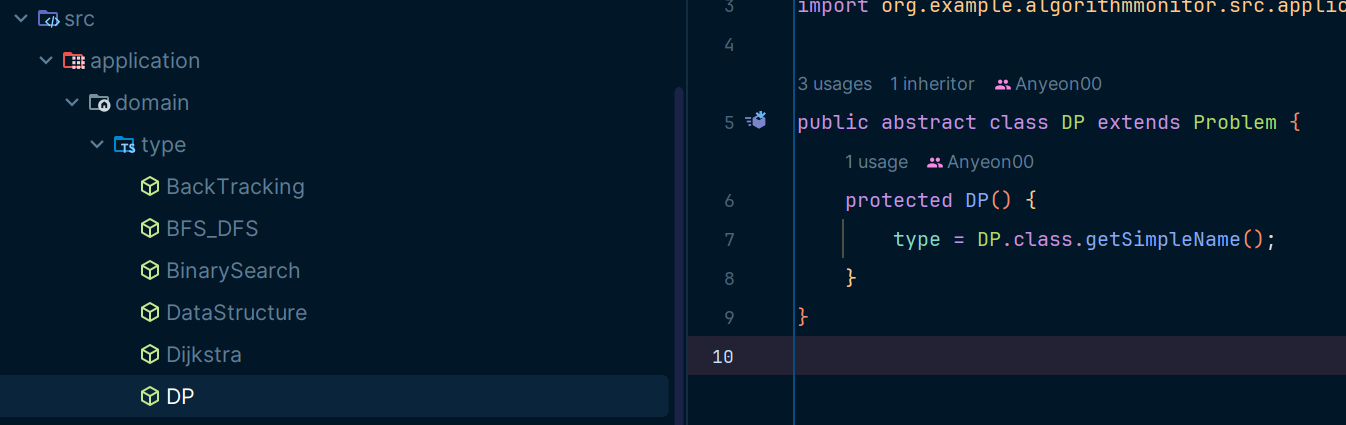 src
application
domain
type
BackTracking
BFS_DFS
BinarySearch
DataStructure
Dijkstra
DP
3 import org.example.algorithmmonitor.src.applic
4
3 usages 1 inheritor Anyeon00
5 public abstract class DP extends Problem {
1 usage Anyeon00
6 protected DP() {
7 type = DP.class.getSimpleName();
8 }
9 }
10